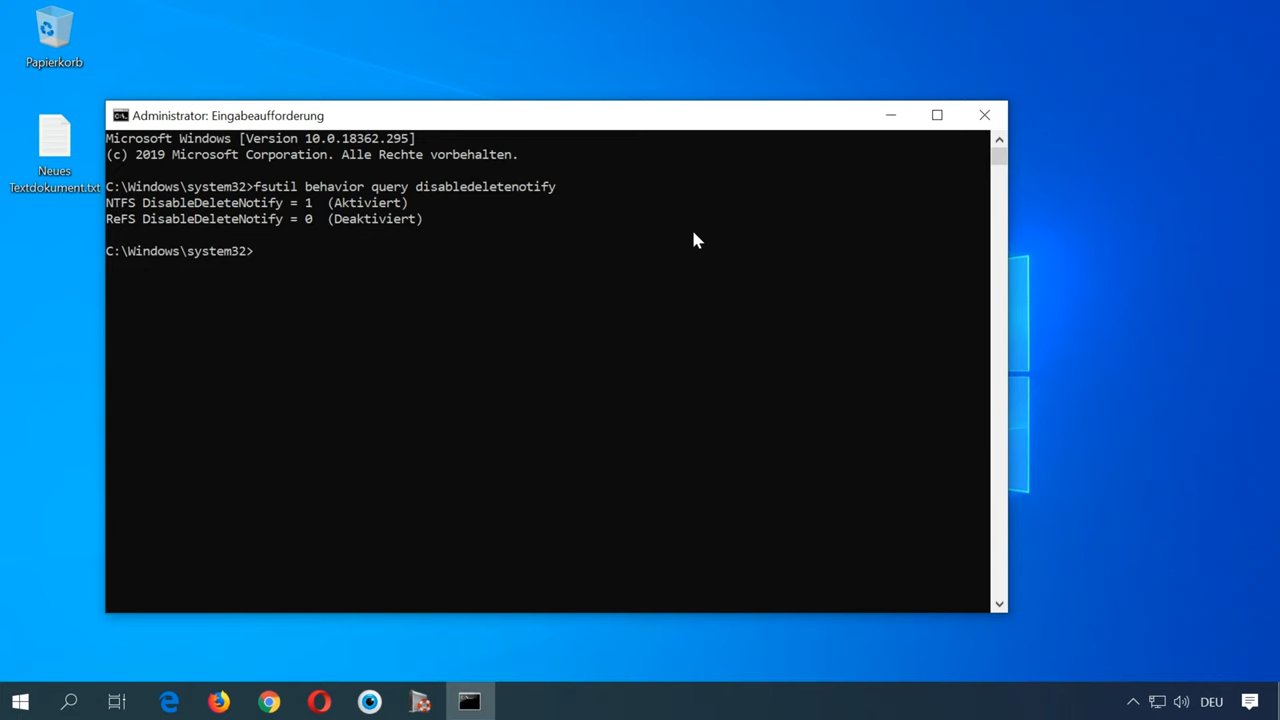 Papierkorb
Neues
Textdokument.txt
Administrator: Eingabeaufforderung
Microsoft Windows [Version 10.0.18362.295]
(c) 2019 Microsoft Corporation. Alle Rechte vorbehalten.
C:\Windows\system32>fsutil behavior query disabledeletenotify
NTFS DisableDeleteNotify = 1  (Aktiviert)
ReFS DisableDeleteNotify = 0  (Deaktiviert)
C:\Windows\system32>
DEU